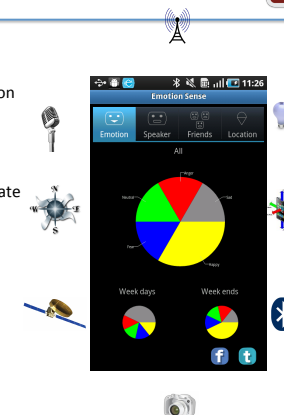 11:26
Emotion Sense
on
Emotion Speaker Friends Location
All
Anger
Neutral Sad
ate
N
W E
S
Fear
Happy
Week days Week ends
f t